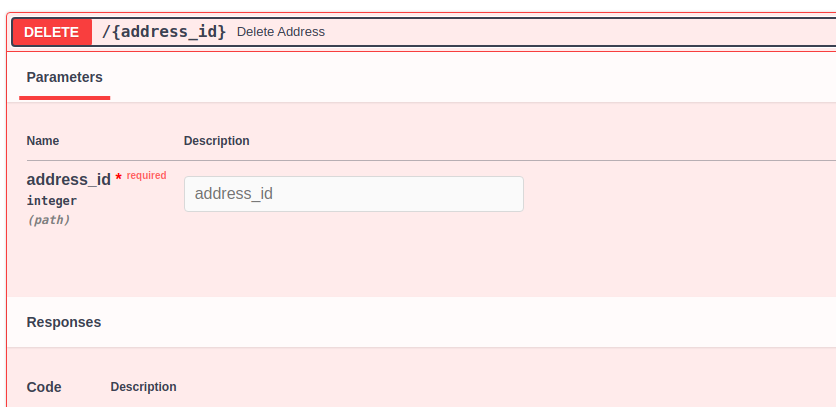 DELETE /{address_id} Delete Address
Parameters
Name Description
address_id * required
integer
(path)
address_id
Responses
Code Description